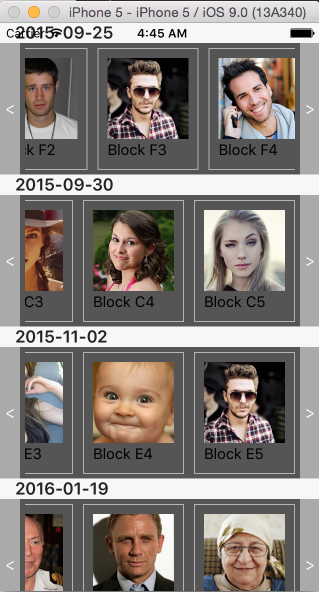 iPhone 5 - iPhone 5 / iOS 9.0 (13A340)
4:45 AM
2015-09-25
< k F2 Block F3 Block F4 >
2015-09-30
< C3 Block C4 Block C5 >
2015-11-02
< E3 Block E4 Block E5 >
2016-01-19
< >